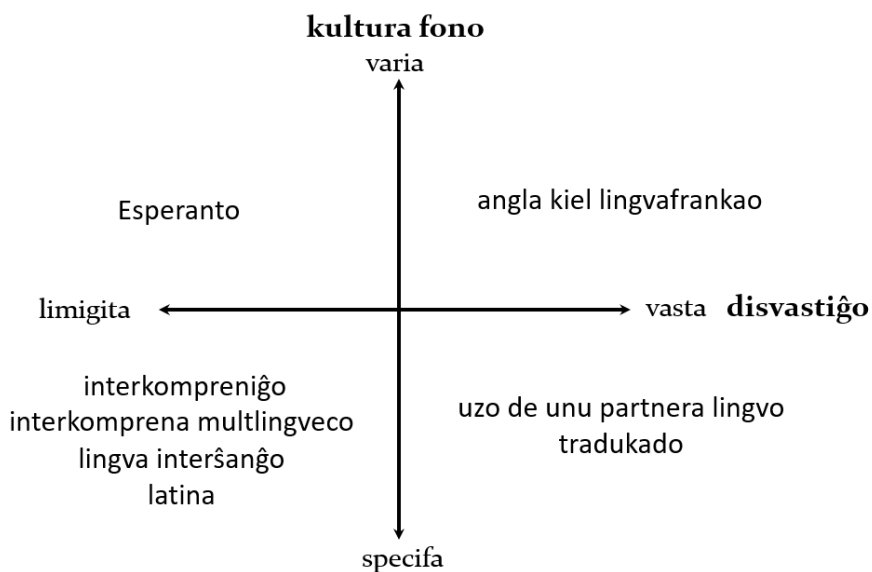 kultura fono
varia
Esperanto
angla kiel lingvafrankao
limigita
vasta disvastiĝo
interkompreniĝo
interkomprena multlingveco
lingva interŝanĝo
latina
uzo de unu partnera lingvo
tradukado
specifa